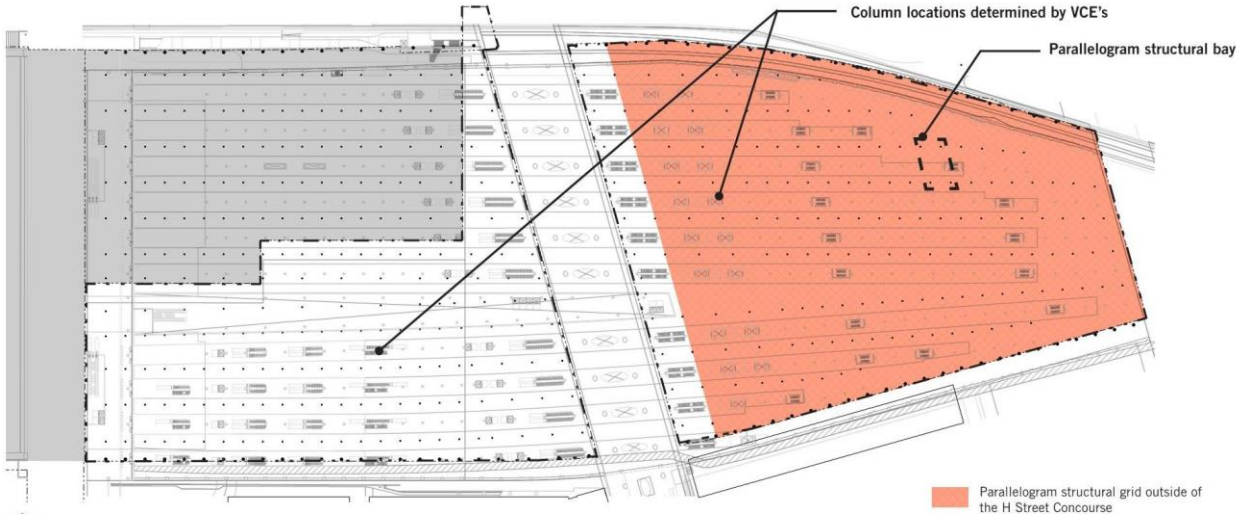 Column locations determined by VCE's
Parallelogram structural bay
Parallelogram structural grid outside of
the H Street Concourse